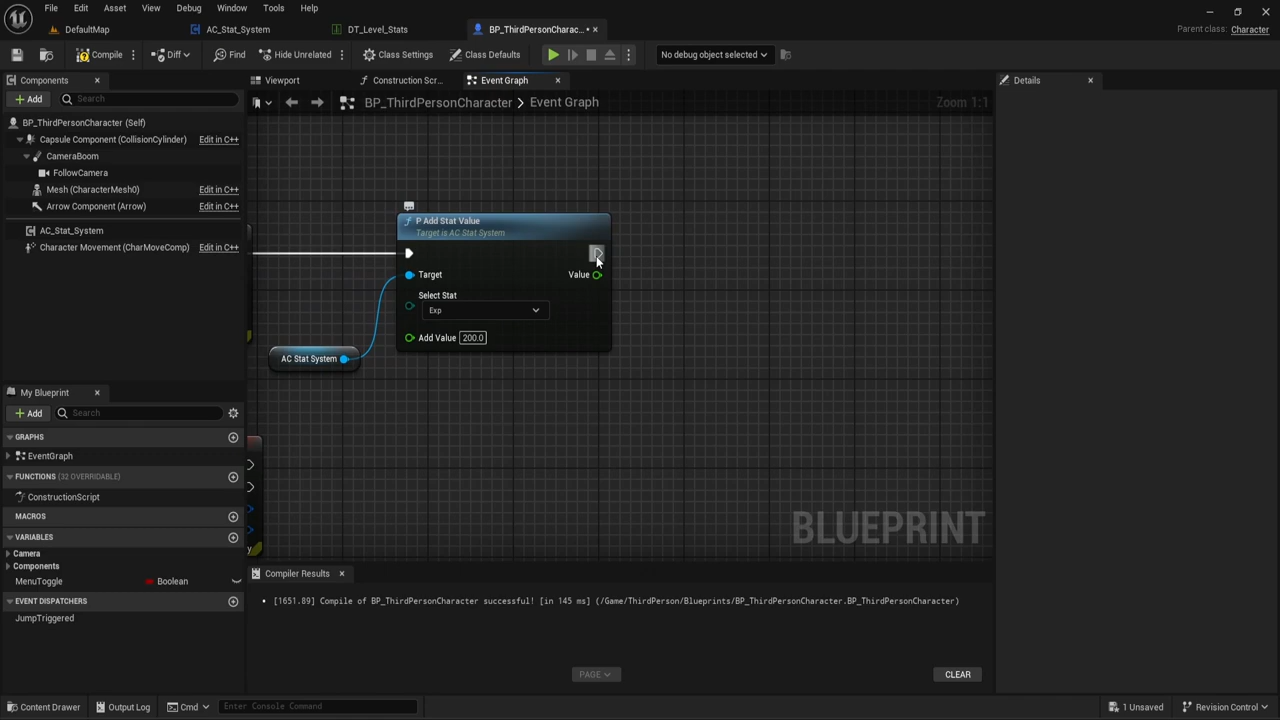 File Edit Asset View Debug Window Tools Help
DefaultMap AC_Stat_System DT_Level_Stats BP_ThirdPersonCharac...
Parent class: Character
Compile Diff Find Hide Unrelated Class Settings Class Defaults No debug object selected
Components Viewport Construction Scr... Event Graph Details
Add Search
BP_ThirdPersonCharacter > Event Graph Zoom 1:1
BP_ThirdPersonCharacter (Self)
Capsule Component (CollisionCylinder) Edit in C++
CameraBoom
FollowCamera
Mesh (CharacterMesh0) Edit in C++
Arrow Component (Arrow) Edit in C++
AC_Stat_System
Character Movement (CharMoveComp) Edit in C++
P Add Stat Value
Target is AC Stat System
Target Value
Select Stat
Exp
Add Value 200.0
AC Stat System
My Blueprint
Add Search
GRAPHS
EventGraph
FUNCTIONS (32 OVERRIDABLE)
ConstructionScript
MACROS
VARIABLES
Camera
Components
MenuToggle Boolean
EVENT DISPATCHERS
JumpTriggered
BLUEPRINT
Compiler Results
[1651.89] Compile of BP_ThirdPersonCharacter successful! [in 145 ms] (/Game/ThirdPerson/Blueprints/BP_ThirdPersonCharacter.BP_ThirdPersonCharacter)
PAGE CLEAR
Content Drawer Output Log Cmd Enter Console Command 1 Unsaved Revision Control